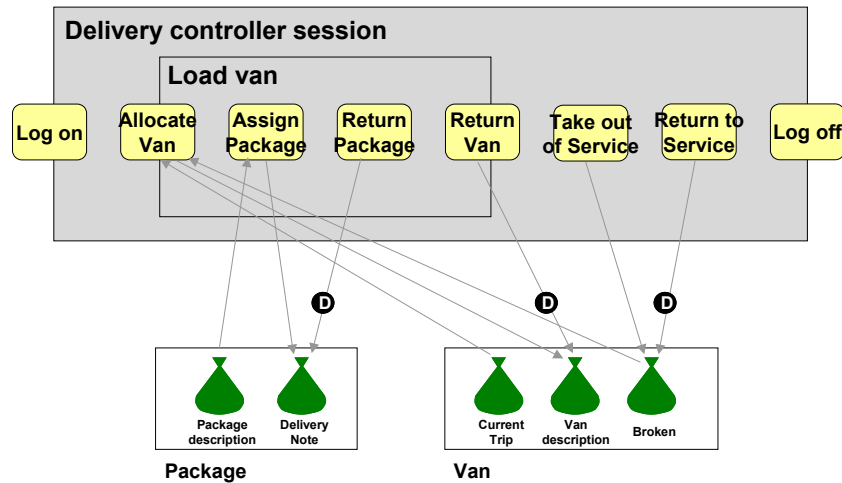 Delivery controller session
Load van
Log on
Allocate
Van
Assign
Package
Return
Package
Return
Van
Take out
of Service
Return to
Service
Log off
D
D
D
Package
description
Delivery
Note
Current
Trip
Van
description
Broken
Package
Van